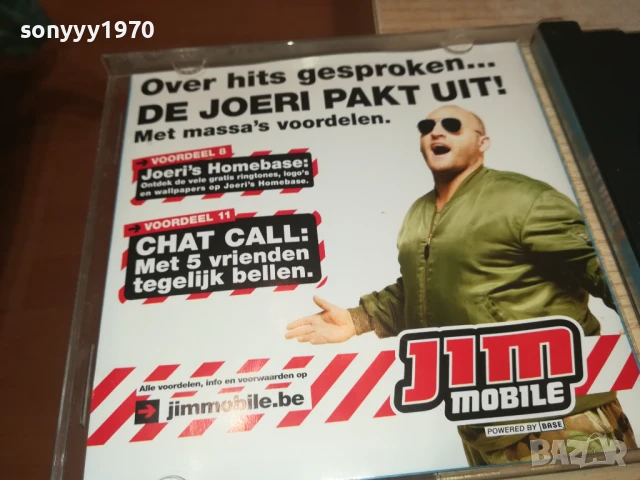 sonyyy1970
Over hits gesproken...
DE JOERI PAKT UIT!
Met massa's voordelen.
VOORDEEL 8
Joeri's Homebase:
Ontdek de vele gratis ringtones, logo's
en wallpapers op Joeri's Homebase.
VOORDEEL 11
CHAT CALL:
Met 5 vrienden
tegelijk bellen.
Alle voordelen, info en voorwaarden op
jimmobile.be
JIM
MOBILE
POWERED BY BASE
BAZAR